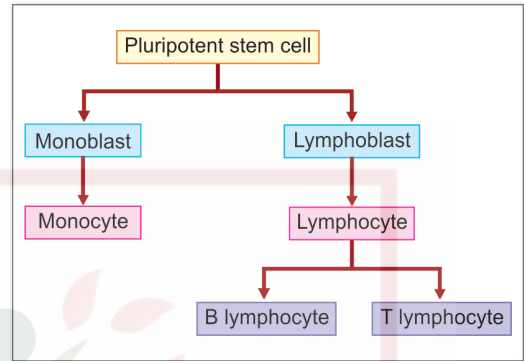 Pluripotent stem cell
Monoblast
Lymphoblast
Monocyte
Lymphocyte
B lymphocyte
T lymphocyte